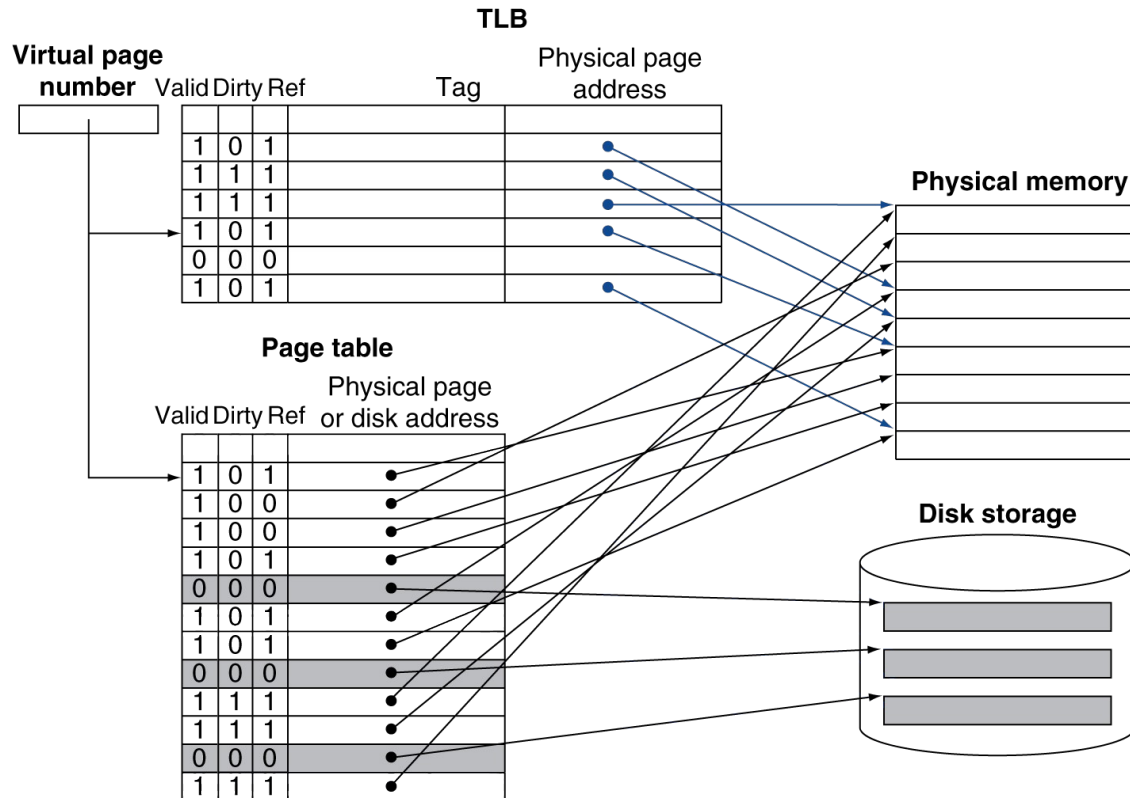 TLB
Virtual page
number
Valid Dirty Ref
Tag
Physical page
address
1 0 1
1 1 1
1 1 1
1 0 1
0 0 0
1 0 1
Physical memory
Page table
Physical page
or disk address
Valid Dirty Ref
1 0 1
1 0 0
1 0 0
1 0 1
0 0 0
1 0 1
1 0 1
0 0 0
1 1 1
1 1 1
0 0 0
1 1 1
Disk storage